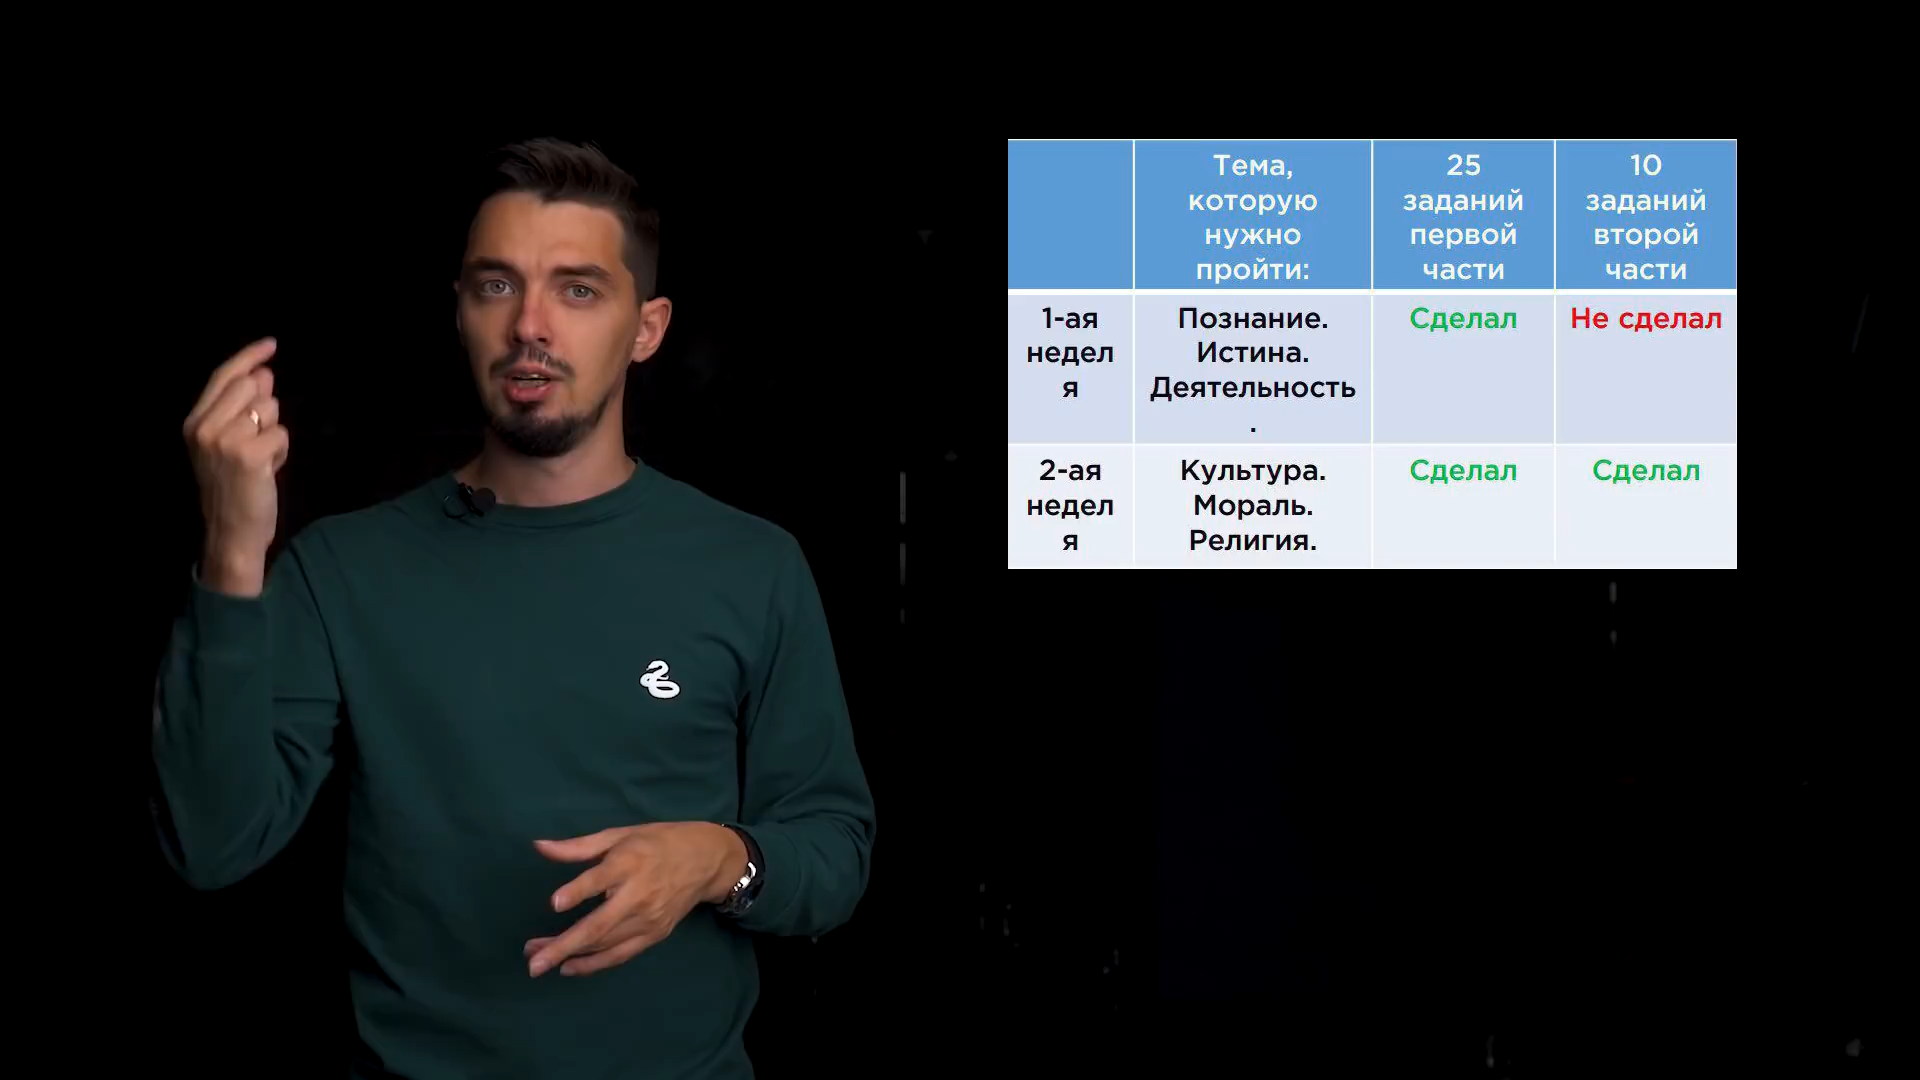 Тема,
которую
нужно
пройти:
25
заданий
первой
части
10
заданий
второй
части
1-ая
недел
я
Познание.
Истина.
Деятельность
.
Сделал
Не сделал
2-ая
недел
я
Культура.
Мораль.
Религия.
Сделал
Сделал